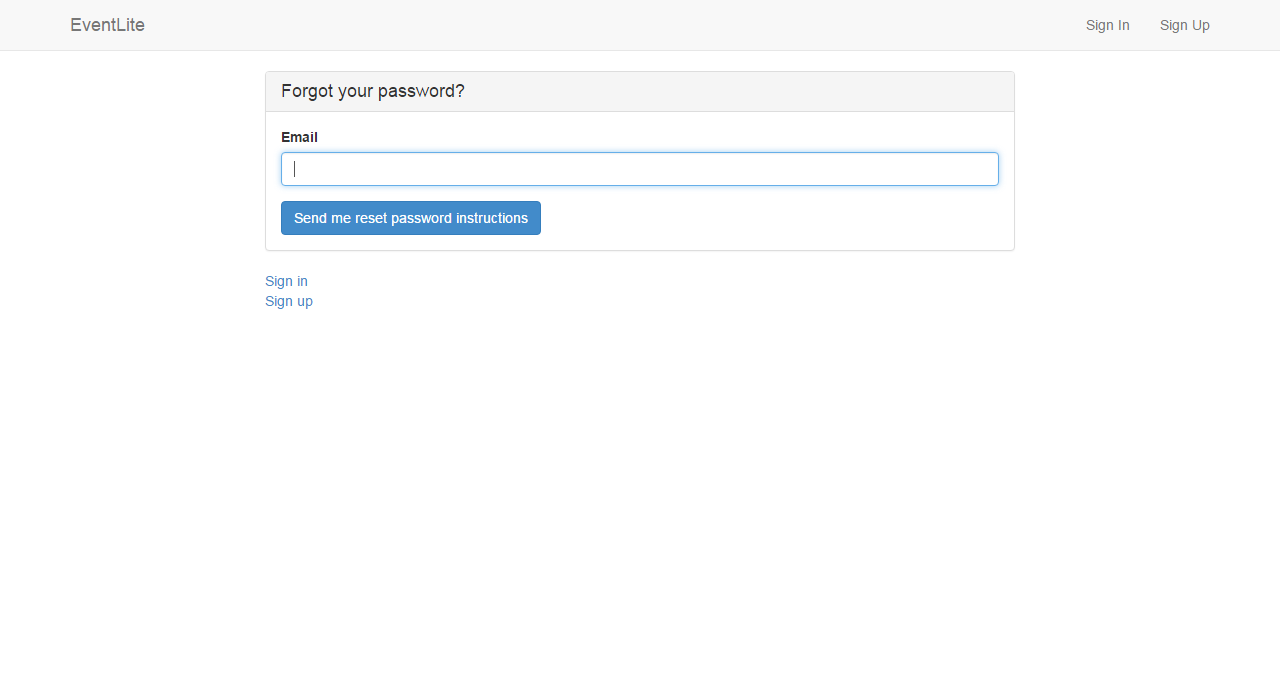 EventLite Sign In Sign Up
Forgot your password?
Email
Send me reset password instructions
Sign in
Sign up